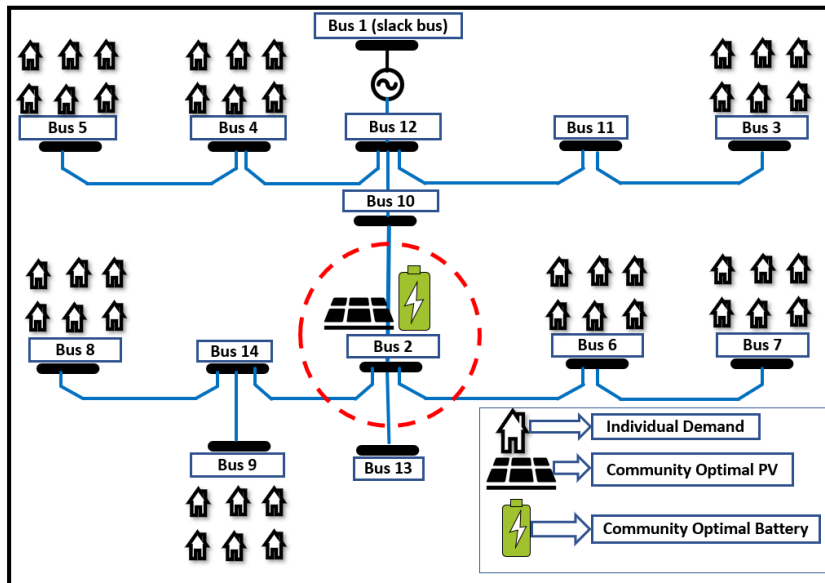 Bus 1 (slack bus)
Bus 5
Bus 4
Bus 12
Bus 11
Bus 3
Bus 10
Bus 8
Bus 14
Bus 2
Bus 6
Bus 7
Bus 9
Bus 13
Individual Demand
Community Optimal PV
Community Optimal Battery